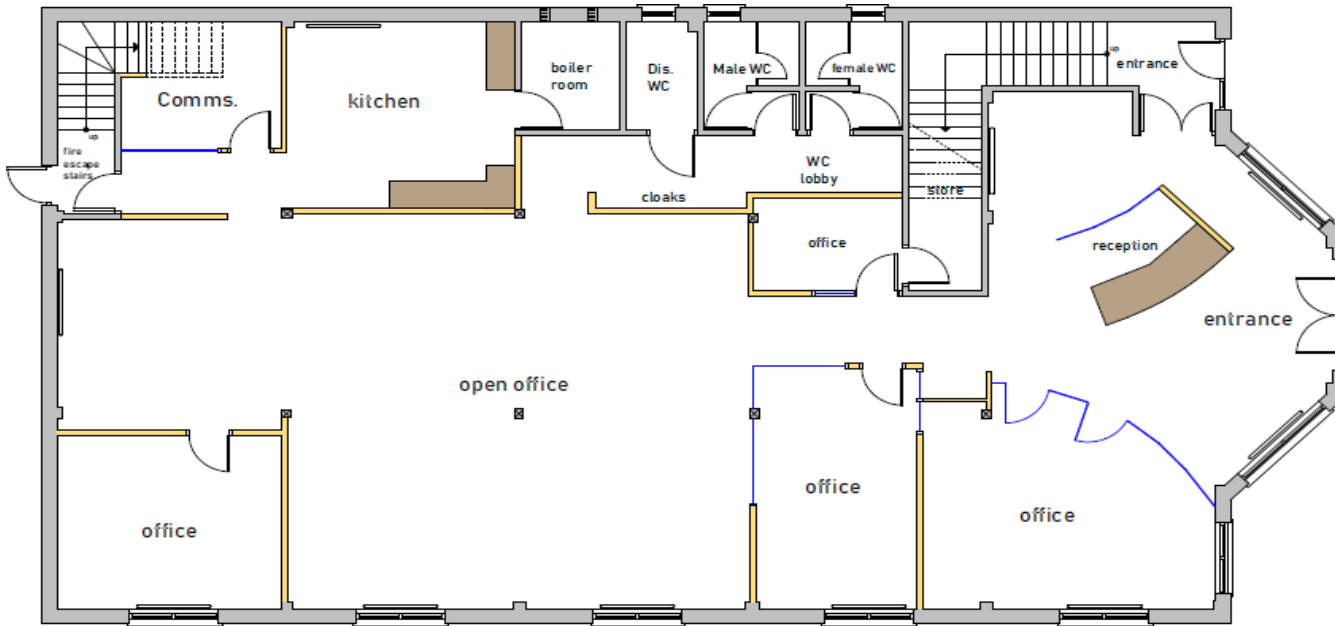 up
entrance
boiler
room
Dis.
WC
Male WC
female WC
Comms.
kitchen
up
fire
escape
stairs
WC
lobby
store
cloaks
office
reception
entrance
open office
office
office
office